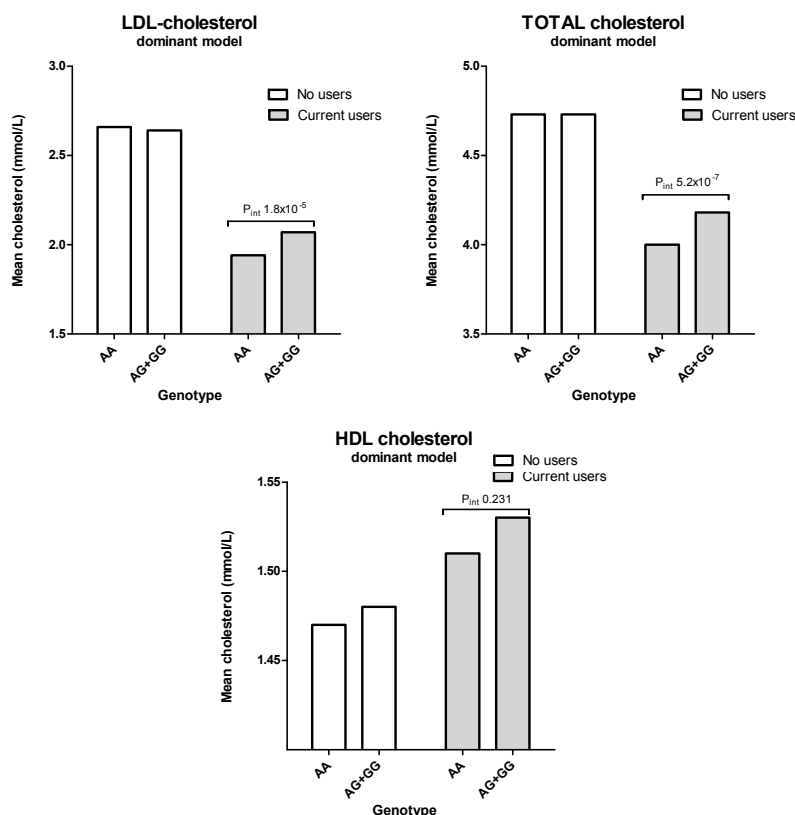 LDL-cholesterol
dominant model
Mean cholesterol (mmol/L)
3.0
2.5
2.0
1.5
No users
Current users
P_int 1.8x10^-5
AA
AG+GG
AA
AG+GG
Genotype
TOTAL cholesterol
dominant model
Mean cholesterol (mmol/L)
5.0
4.5
4.0
3.5
No users
Current users
P_int 5.2x10^-7
AA
AG+GG
AA
AG+GG
Genotype
HDL cholesterol
dominant model
Mean cholesterol (mmol/L)
1.55
1.50
1.45
No users
Current users
P_int 0.231
AA
AG+GG
AA
AG+GG
Genotype